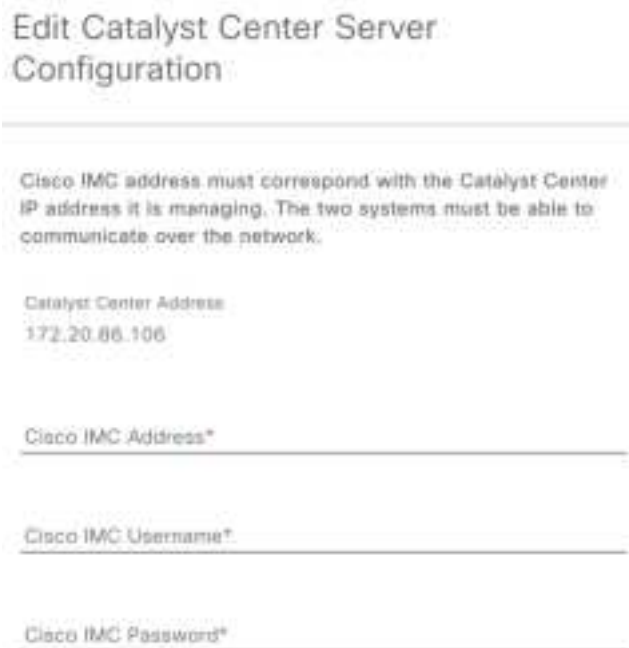 Edit Catalyst Center Server
Configuration
Cisco IMC address must correspond with the Catalyst Center
IP address it is managing. The two systems must be able to
communicate over the network.
Catalyst Center Address
172.20.86.106
Cisco IMC Address*
Cisco IMC Username*
Cisco IMC Password*